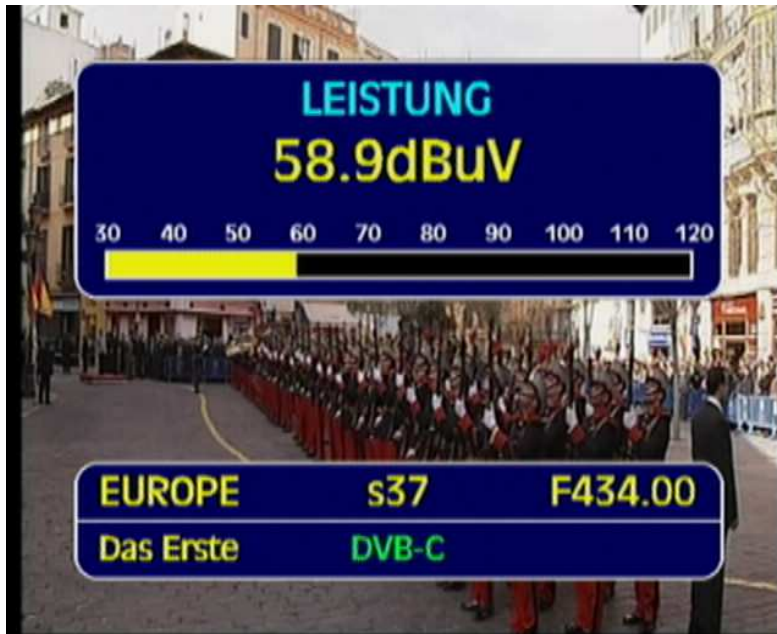 LEISTUNG
58.9dBuV
30 40 50 60 70 80 90 100 110 120
EUROPE s37 F434.00
Das Erste DVB-C